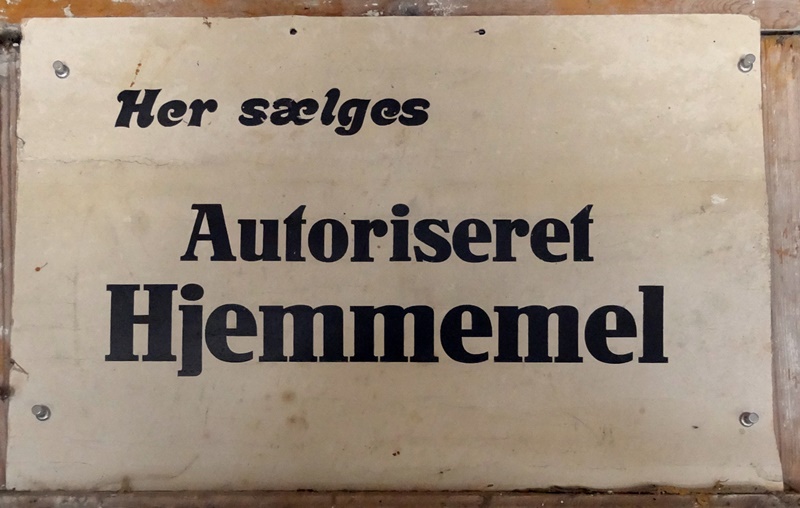 Her sælges
Autoriseret
Hjemmemel